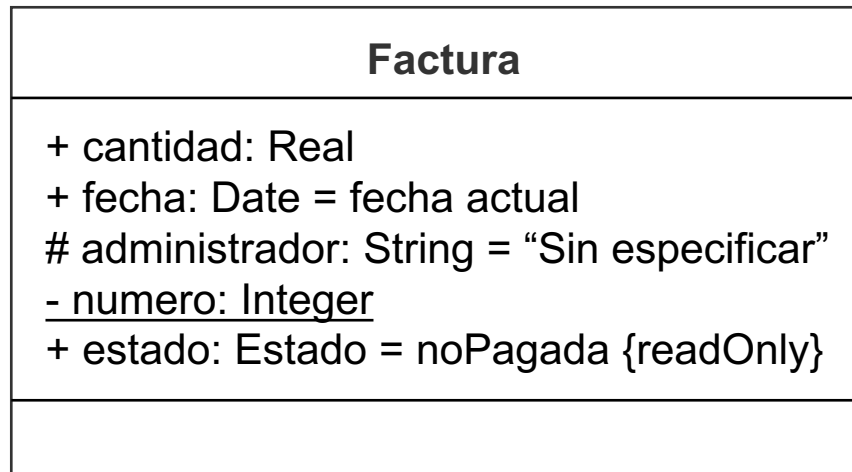 Factura
+ cantidad: Real
+ fecha: Date = fecha actual
# administrador: String = “Sin especificar”
- numero: Integer
+ estado: Estado = noPagada {readOnly}